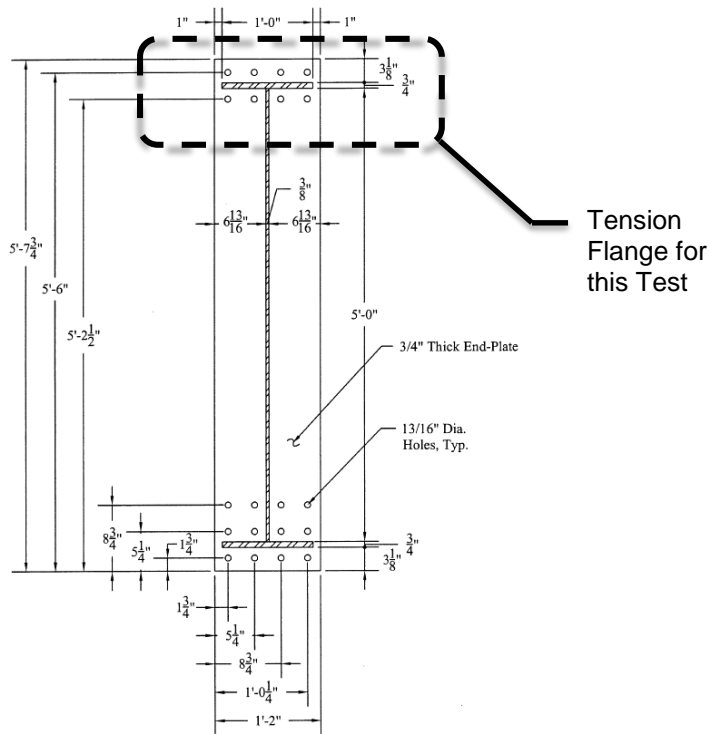 1" 1'-0" 1"
3 1/8"
3/4"
3/8"
6 13/16" 6 13/16"
5'-7 3/4"
5'-6"
5'-2 1/2"
5'-0"
Tension
Flange for
this Test
3/4" Thick End-Plate
13/16" Dia.
Holes, Typ.
8 3/4"
5 1/4"
1 3/4"
3/4"
3 1/8"
1 3/4"
5 1/4"
8 3/4"
1'-0 1/4"
1'-2"